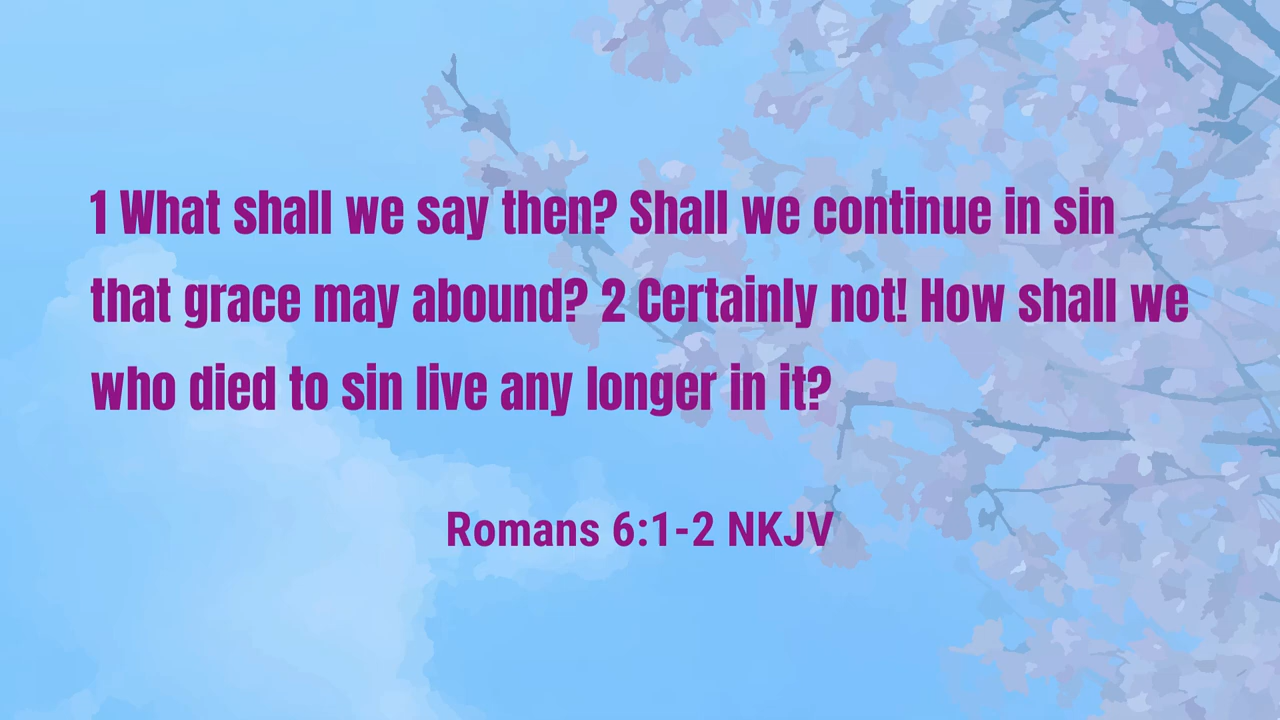 1 What shall we say then? Shall we continue in sin
that grace may abound? 2 Certainly not! How shall we
who died to sin live any longer in it?
Romans 6:1-2 NKJV